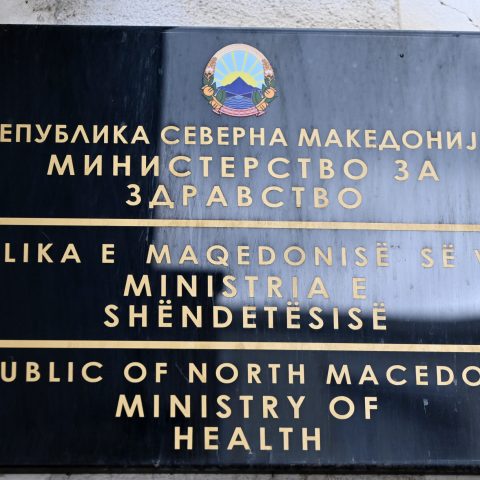 ЕПУБЛИКА СЕВЕРНА МАКЕДОНИЈ
МИНИСТЕРСТВО ЗА
ЗДРАВСТВО
LIKA E MAQEDONISË SË V
MINISTRIA E
SHËNDETËSISË
UBLIC OF NORTH MACEDO
MINISTRY OF
HEALTH